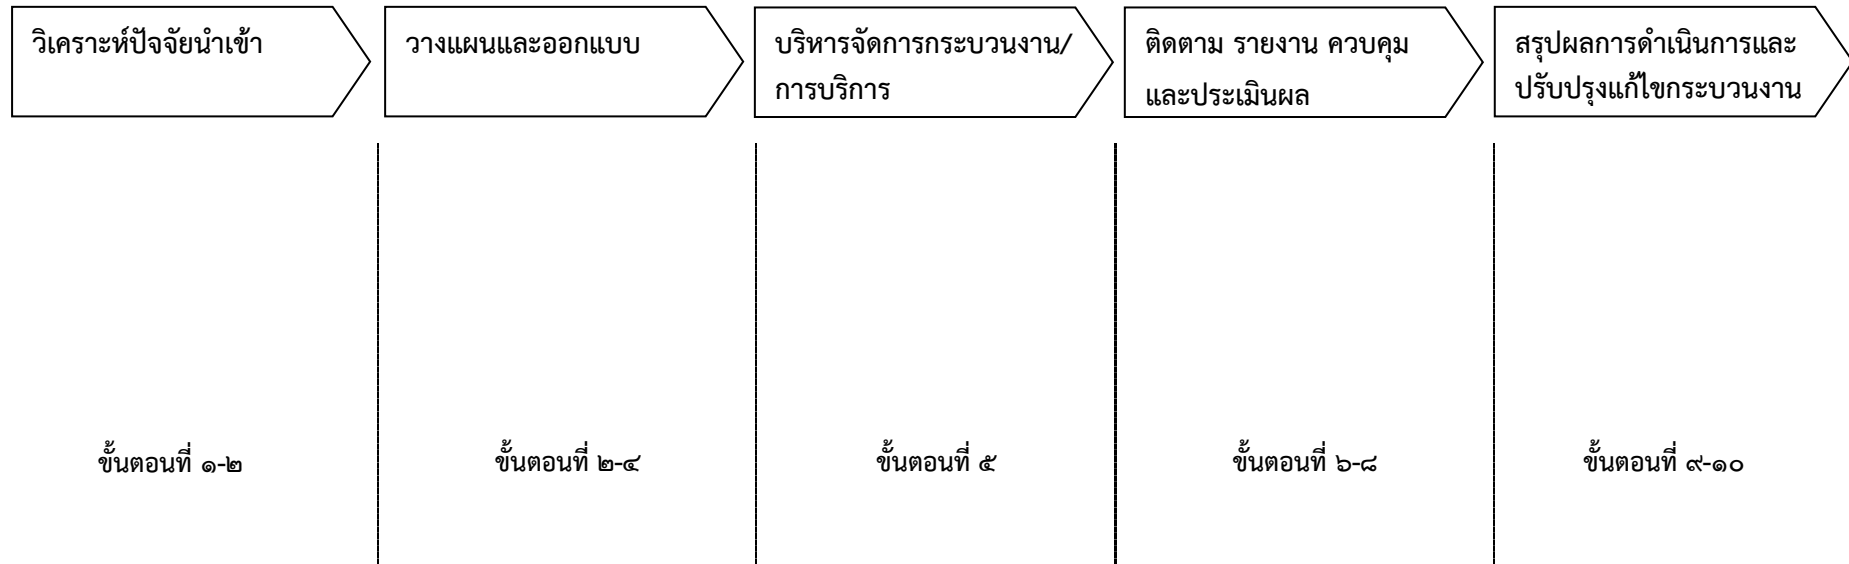 วิเคราะห์ปัจจัยนำเข้า
วางแผนและออกแบบ
บริหารจัดการกระบวนงาน/
การบริการ
ติดตาม รายงาน ควบคุม
และประเมินผล
สรุปผลการดำเนินการและ
ปรับปรุงแก้ไขกระบวนงาน
ขั้นตอนที่ ๑-๒
ขั้นตอนที่ ๒-๔
ขั้นตอนที่ ๕
ขั้นตอนที่ ๖-๘
ขั้นตอนที่ ๙-๑๐